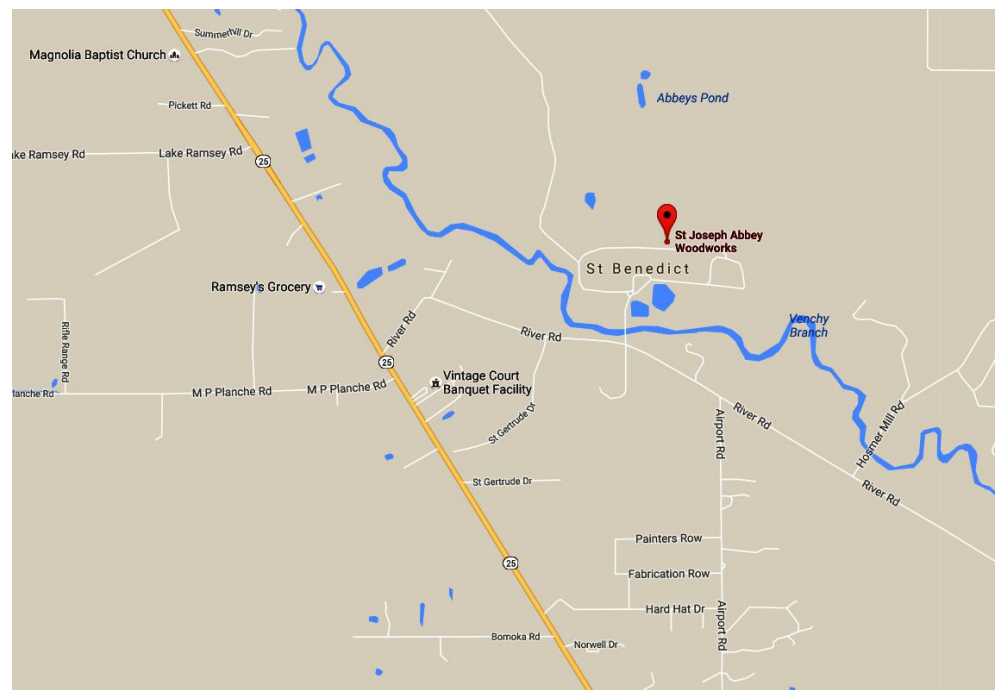 Summerhill Dr
Magnolia Baptist Church
Abbeys Pond
Pickett Rd
ke Ramsey Rd
Lake Ramsey Rd
25
St Joseph Abbey
Woodworks
St Benedict
Ramsey's Grocery
Venchy
Branch
River Rd
River Rd
Rifle Range Rd
25
Vintage Court
Banquet Facility
Planche Rd
M P Planche Rd
M P Planche Rd
St Gertrude Dr
Airport Rd
River Rd
Hosmer Mill Rd
St Gertrude Dr
River Rd
Painters Row
25
Fabrication Row
Hard Hat Dr
Airport Rd
Bomoka Rd
Norwell Dr